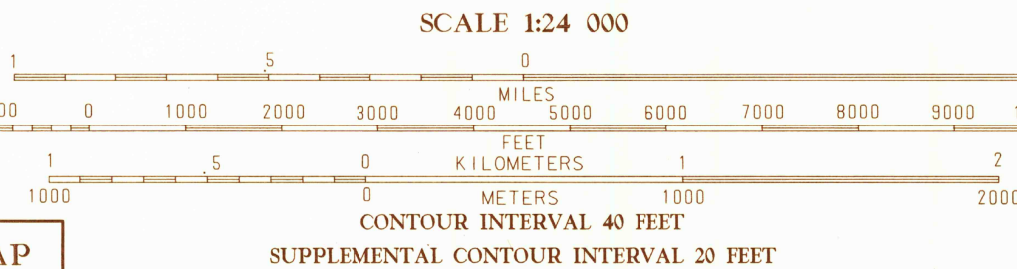 SCALE 1:24 000
1 .5 0
MILES
0 1000 2000 3000 4000 5000 6000 7000 8000 9000
FEET
1 .5 0 KILOMETERS 1 2
1000 0 METERS 1000 2000
CONTOUR INTERVAL 40 FEET
SUPPLEMENTAL CONTOUR INTERVAL 20 FEET